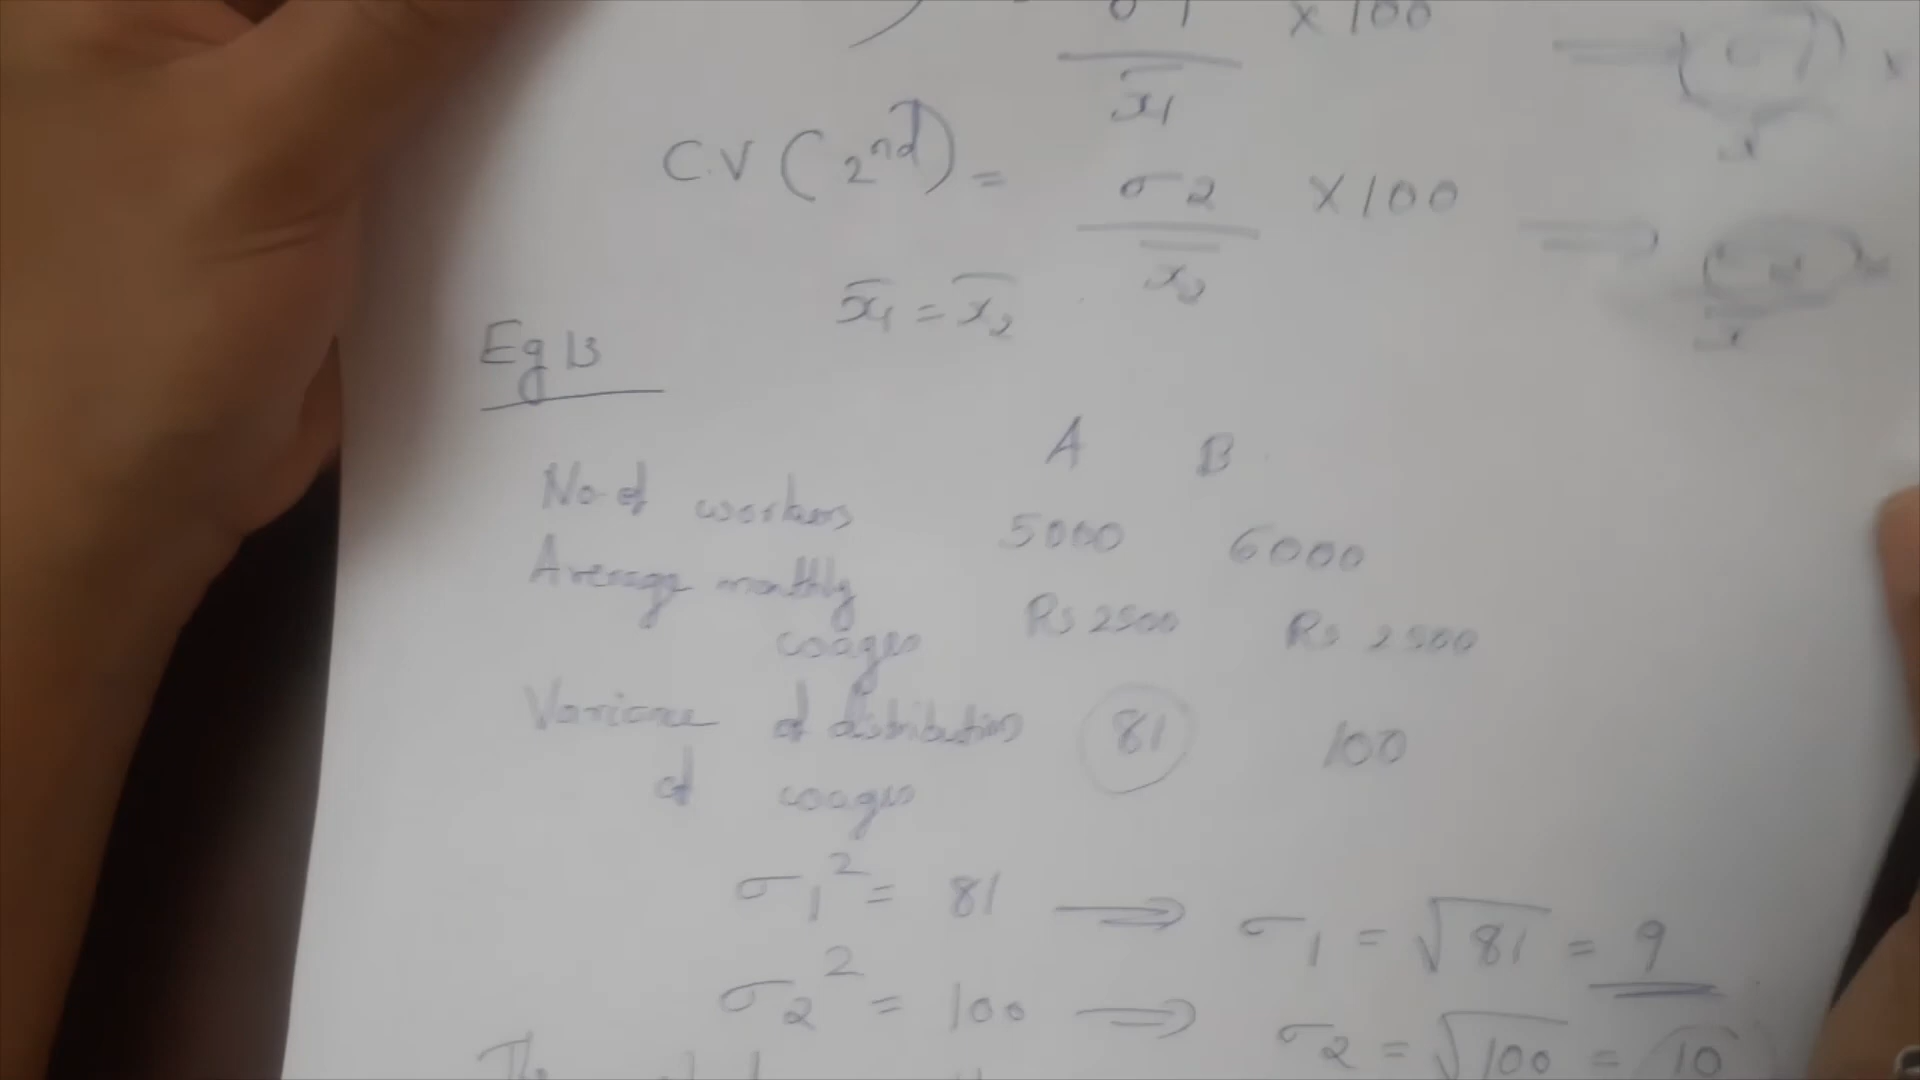 σ1 × 100
x̄1
C.V (2nd) = σ2 × 100
x̄2
x̄1 = x̄2
Eg 13
A B
No of workers 5000 6000
Average monthly
wages Rs 2500 Rs 2500
Variance of distribution 81 100
of wages
σ1² = 81 ⟹ σ1 = √81 = 9
σ2² = 100 ⟹ σ2 = √100 = 10
The